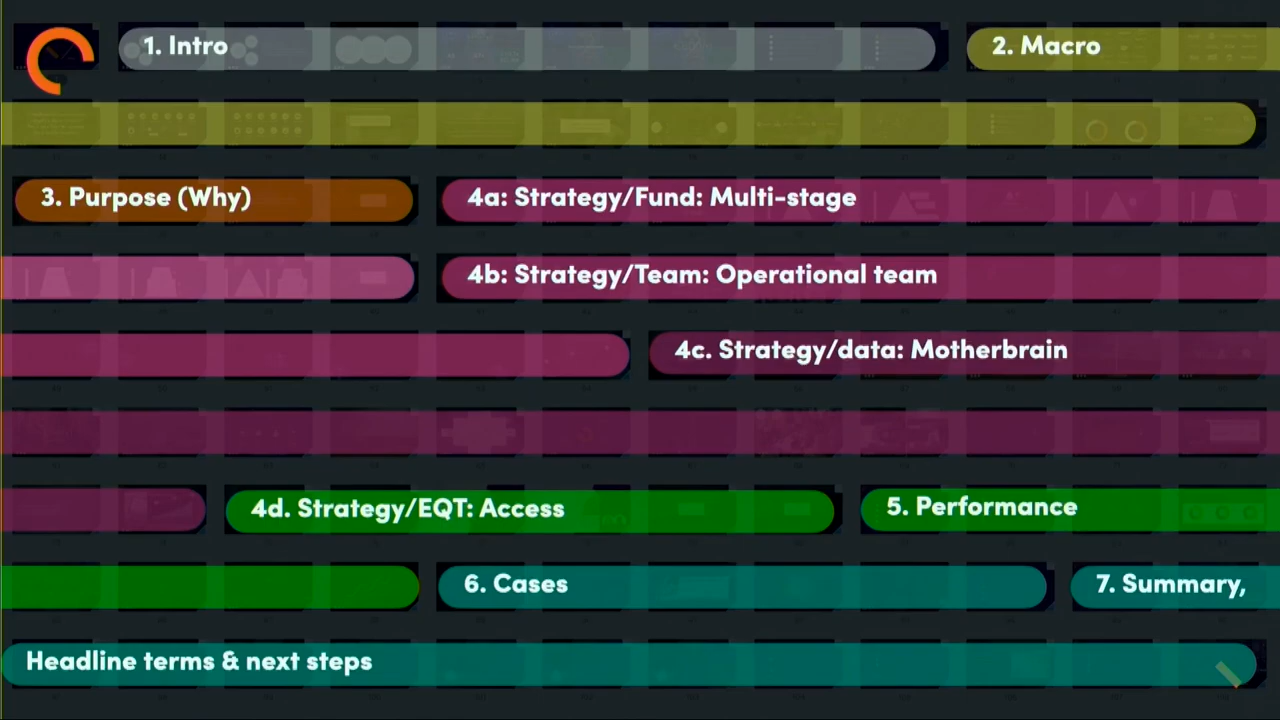 1. Intro
2. Macro
3. Purpose (Why)
4a: Strategy/Fund: Multi-stage
4b: Strategy/Team: Operational team
4c. Strategy/data: Motherbrain
4d. Strategy/EQT: Access
5. Performance
6. Cases
7. Summary,
Headline terms & next steps